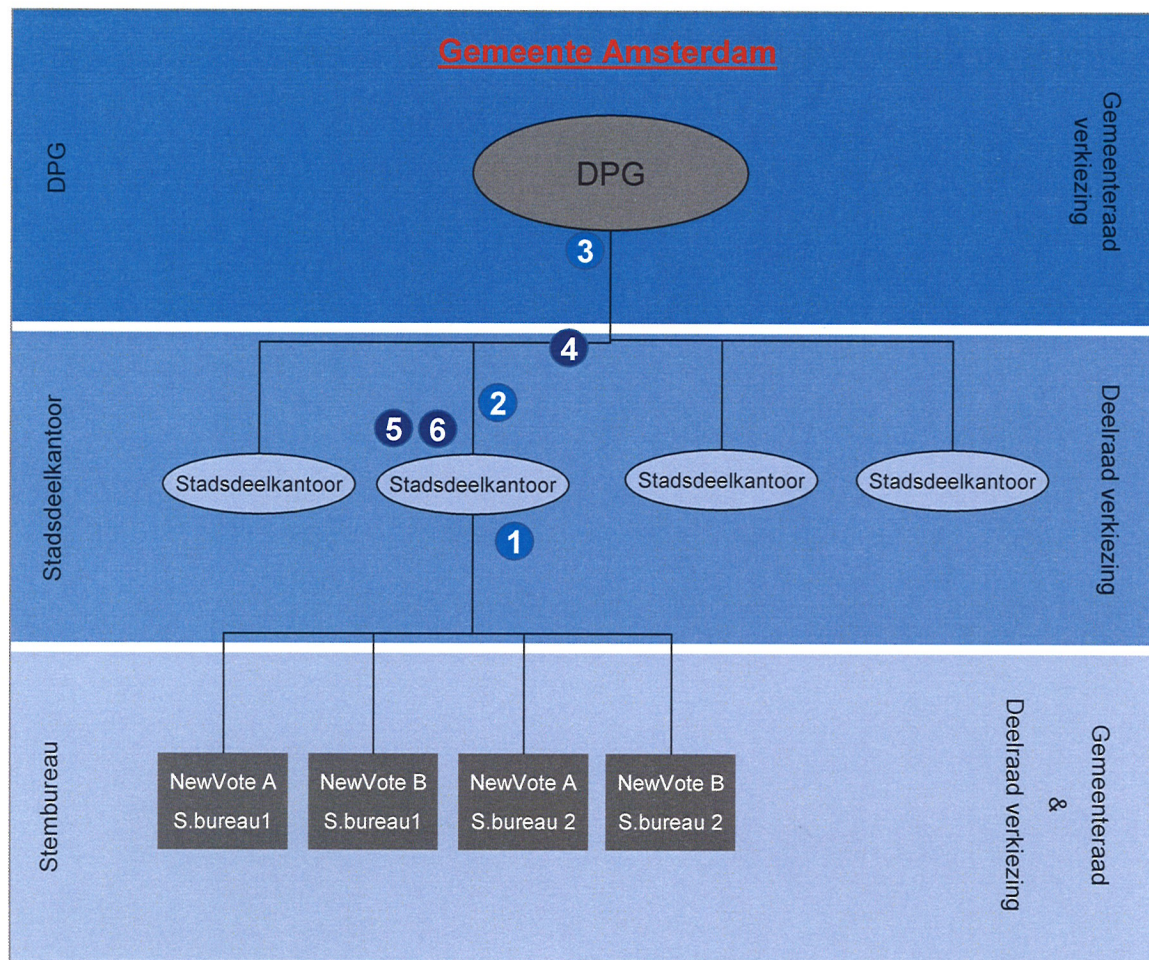 Gemeente Amsterdam
DPG
DPG
Gemeenteraad
verkiezing
3
4
2
5 6
Stadsdeelkantoor
Stadsdeelkantoor
Stadsdeelkantoor
Stadsdeelkantoor
Stadsdeelkantoor
Deelraad verkiezing
1
Stembureau
NewVote A
S.bureau1
NewVote B
S.bureau1
NewVote A
S.bureau 2
NewVote B
S.bureau 2
Gemeenteraad
&
Deelraad verkiezing